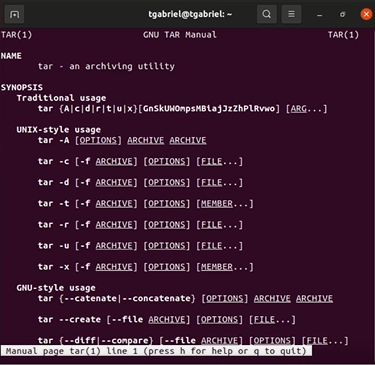 tgabriel@tgabriel: ~
TAR(1) GNU TAR Manual TAR(1)
NAME
tar - an archiving utility
SYNOPSIS
Traditional usage
tar {A|c|d|r|t|u|x}[GnSkUWOmpsMBiajJzZhPlRvwo] [ARG...]
UNIX-style usage
tar -A [OPTIONS] ARCHIVE ARCHIVE
tar -c [-f ARCHIVE] [OPTIONS] [FILE...]
tar -d [-f ARCHIVE] [OPTIONS] [FILE...]
tar -t [-f ARCHIVE] [OPTIONS] [MEMBER...]
tar -r [-f ARCHIVE] [OPTIONS] [FILE...]
tar -u [-f ARCHIVE] [OPTIONS] [FILE...]
tar -x [-f ARCHIVE] [OPTIONS] [MEMBER...]
GNU-style usage
tar {--catenate|--concatenate} [OPTIONS] ARCHIVE ARCHIVE
tar --create [--file ARCHIVE] [OPTIONS] [FILE...]
tar {--diff|--compare} [--file ARCHIVE] [OPTIONS] [FILE...]
Manual page tar(1) line 1 (press h for help or q to quit)